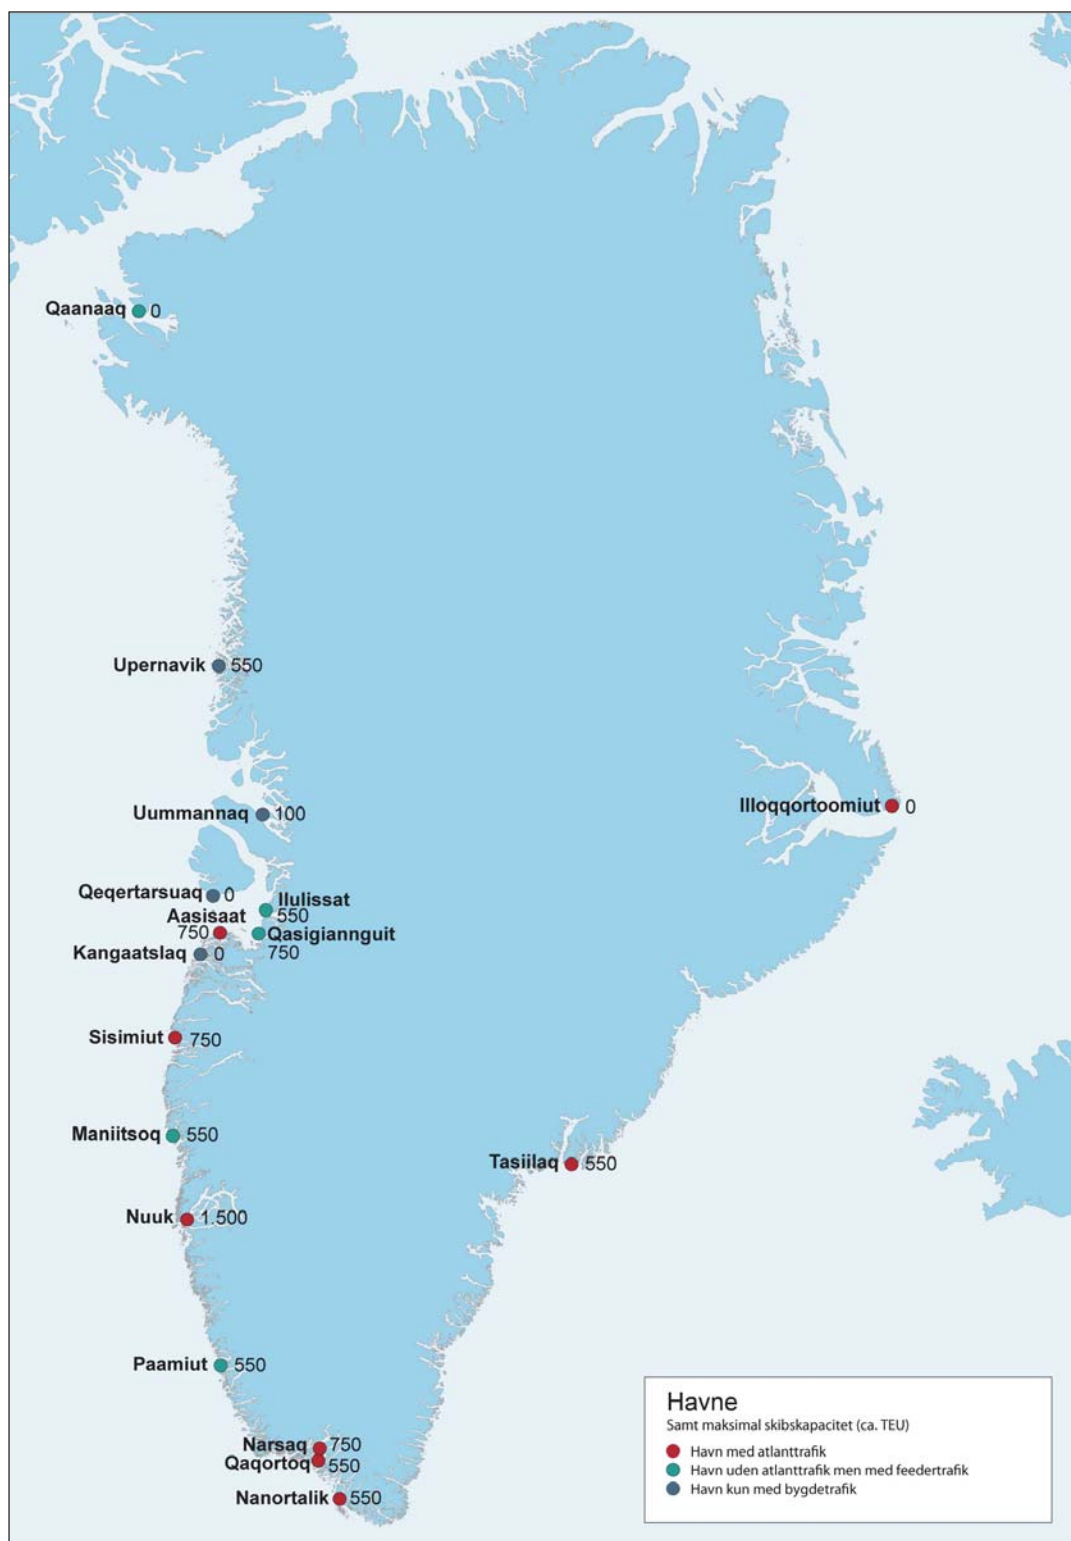 Qaanaaq 0
Upernavik 550
Uummannaq 100
Illoqqortoomiut 0
Qeqertarsuaq 0
Ilulissat
550
Aasisaat
750
Qasigiannguit
750
Kangaatslaq 0
Sisimiut 750
Maniitsoq 550
Tasiilaq 550
Nuuk 1.500
Paamiut 550
Narsaq 750
Qaqortoq 550
Nanortalik 550
Havne
Samt maksimal skibskapacitet (ca. TEU)
Havn med atlanttrafik
Havn uden atlanttrafik men med feedertrafik
Havn kun med bygdetrafik